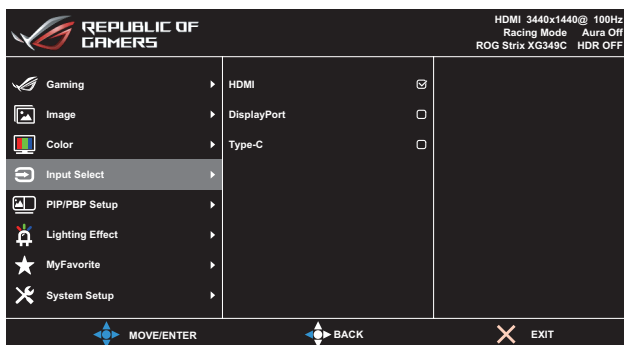 REPUBLIC OF
GAMERS
HDMI 3440x1440@ 100Hz
Racing Mode Aura Off
ROG Strix XG349C HDR OFF
Gaming
Image
Color
Input Select
PIP/PBP Setup
Lighting Effect
MyFavorite
System Setup
HDMI
DisplayPort
Type-C
MOVE/ENTER
BACK
EXIT